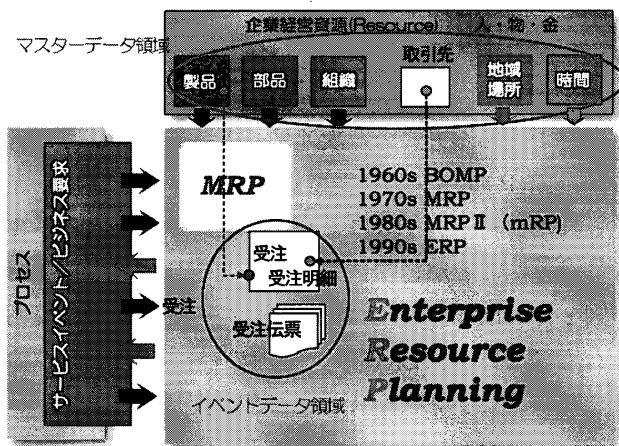 企業経営資源(Resource) 人・物・金
マスターデータ領域
製品
部品
組織
取引先
地域
場所
時間
プロセス
サービスイベント/ビジネス要求
MRP
1960s BOMP
1970s MRP
1980s MRPⅡ (mRP)
1990s ERP
受注
受注明細
受注
受注伝票
Enterprise
Resource
Planning
イベントデータ領域